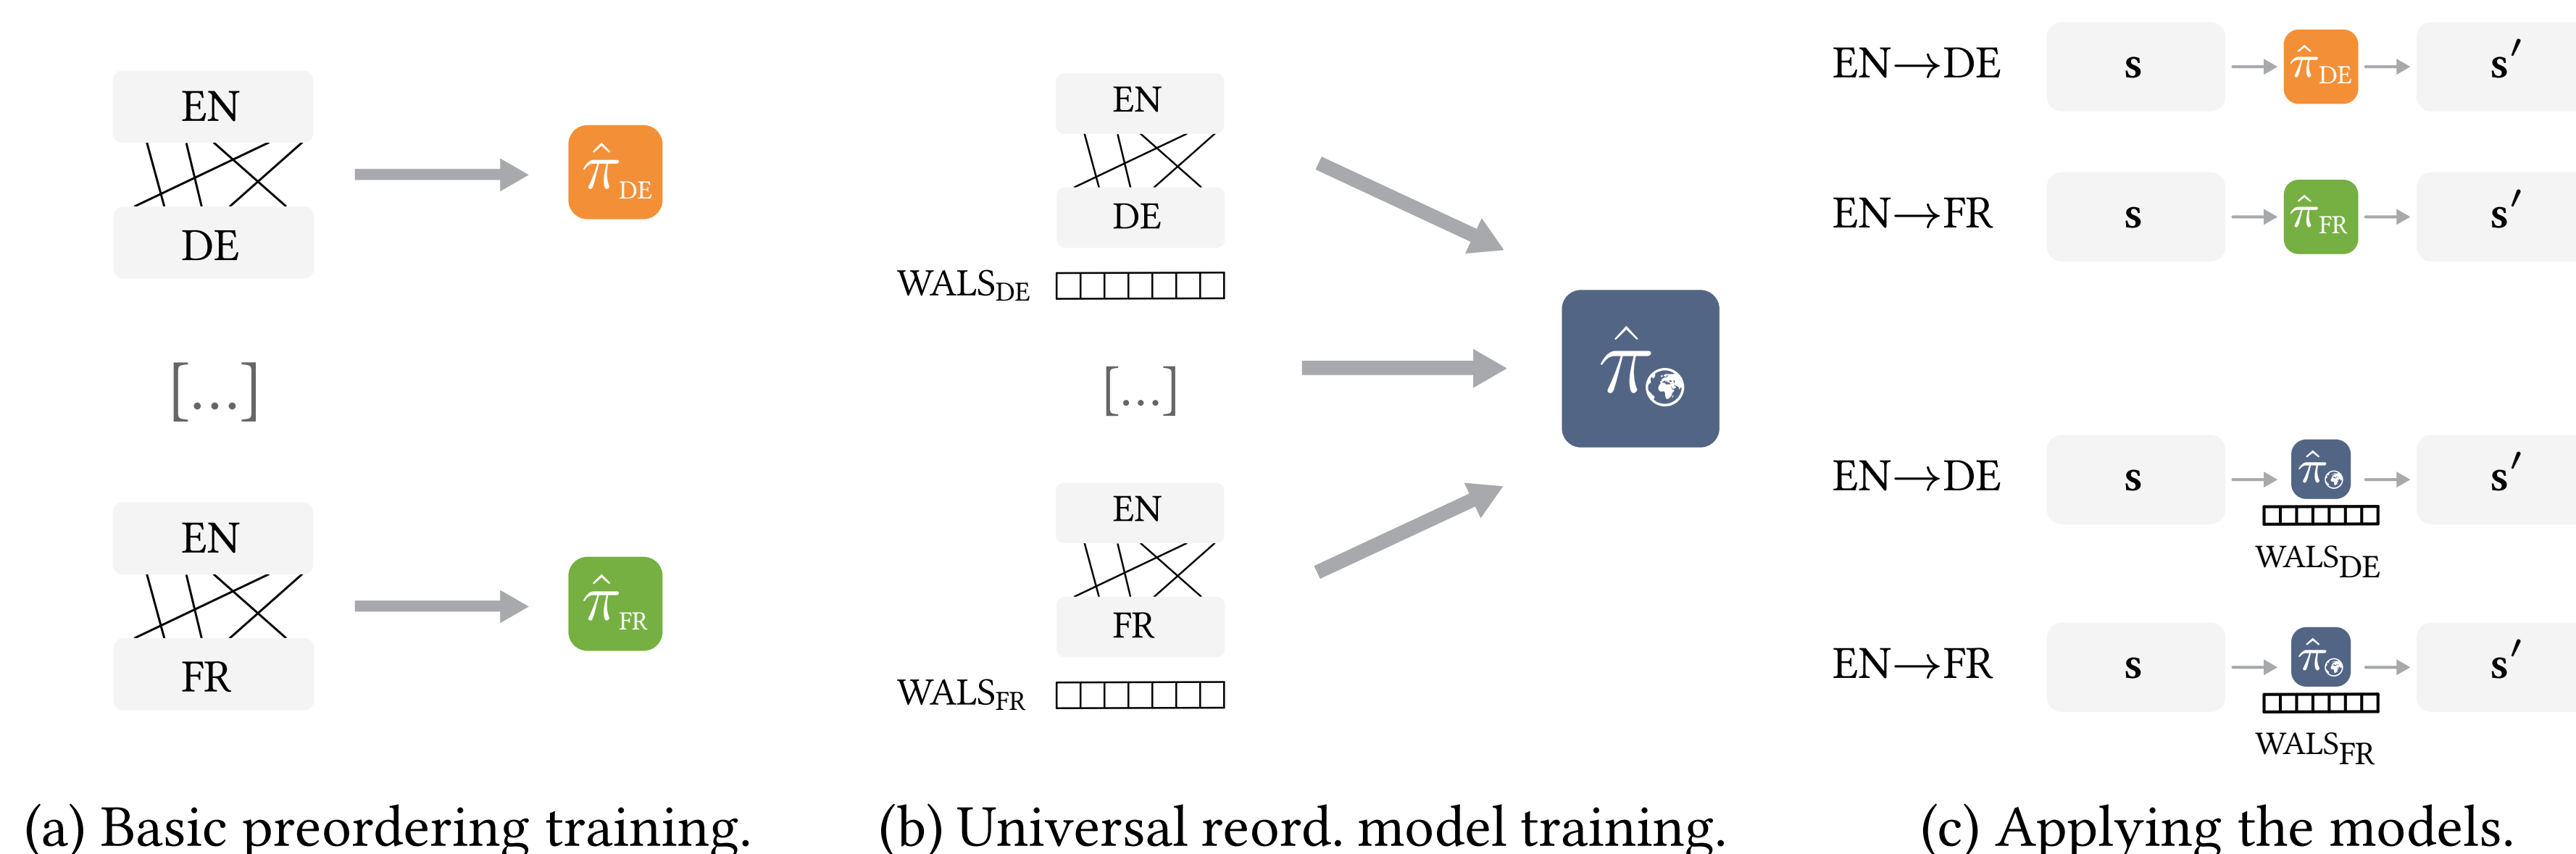 EN
DE
π̂DE
[...]
EN
FR
π̂FR
(a) Basic preordering training.
EN
DE
WALSDE
[...]
EN
FR
WALSFR
π̂
(b) Universal reord. model training.
EN→DE s π̂DE s′
EN→FR s π̂FR s′
EN→DE s π̂ s′
WALSDE
EN→FR s π̂ s′
WALSFR
(c) Applying the models.